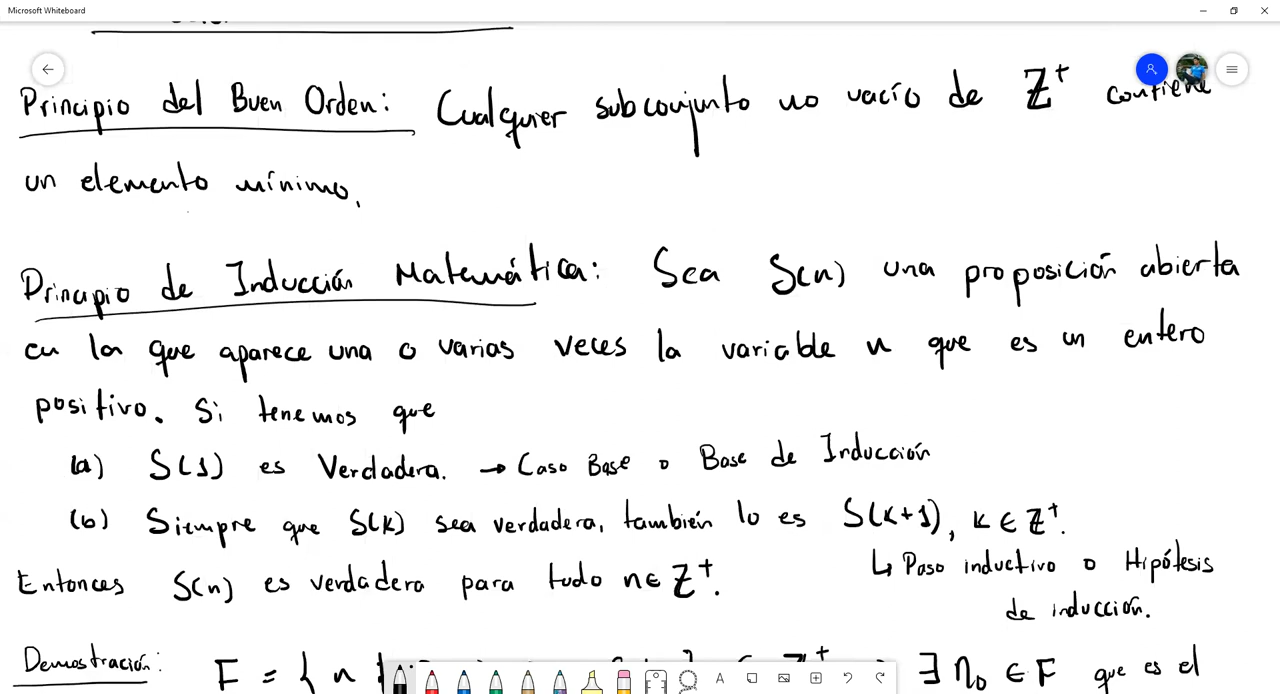 Microsoft Whiteboard
Principio del Buen Orden: Cualquier subconjunto no vacío de Z⁺ contiene
un elemento mínimo.
Principio de Inducción Matemática: Sea S(n) una proposición abierta
en la que aparece una o varias veces la variable n que es un entero
positivo. Si tenemos que
(a) S(1) es Verdadera. → Caso Base o Base de Inducción
(b) Siempre que S(k) sea verdadera, también lo es S(k+1), k ∈ Z⁺.
↳ Paso inductivo o Hipótesis
de inducción.
Entonces S(n) es verdadera para todo n ∈ Z⁺.
Demostración: F = { n Z⁺ ∃ n₀ ∈ F que es el